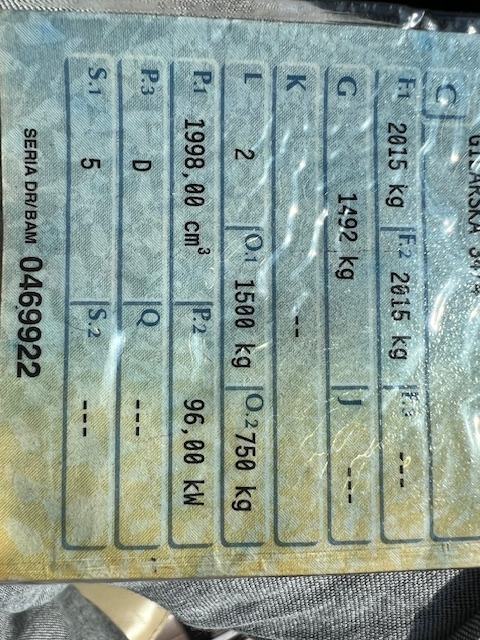 C
F.1 2015 kg F.2 2015 kg F.3 ---
G 1492 kg J ---
K --
L 2 O.1 1500 kg O.2 750 kg
P.1 1998,00 cm³ P.2 96,00 kW
P.3 D Q ---
S.1 5 S.2 ---
SERIA DR/BAM 0469922